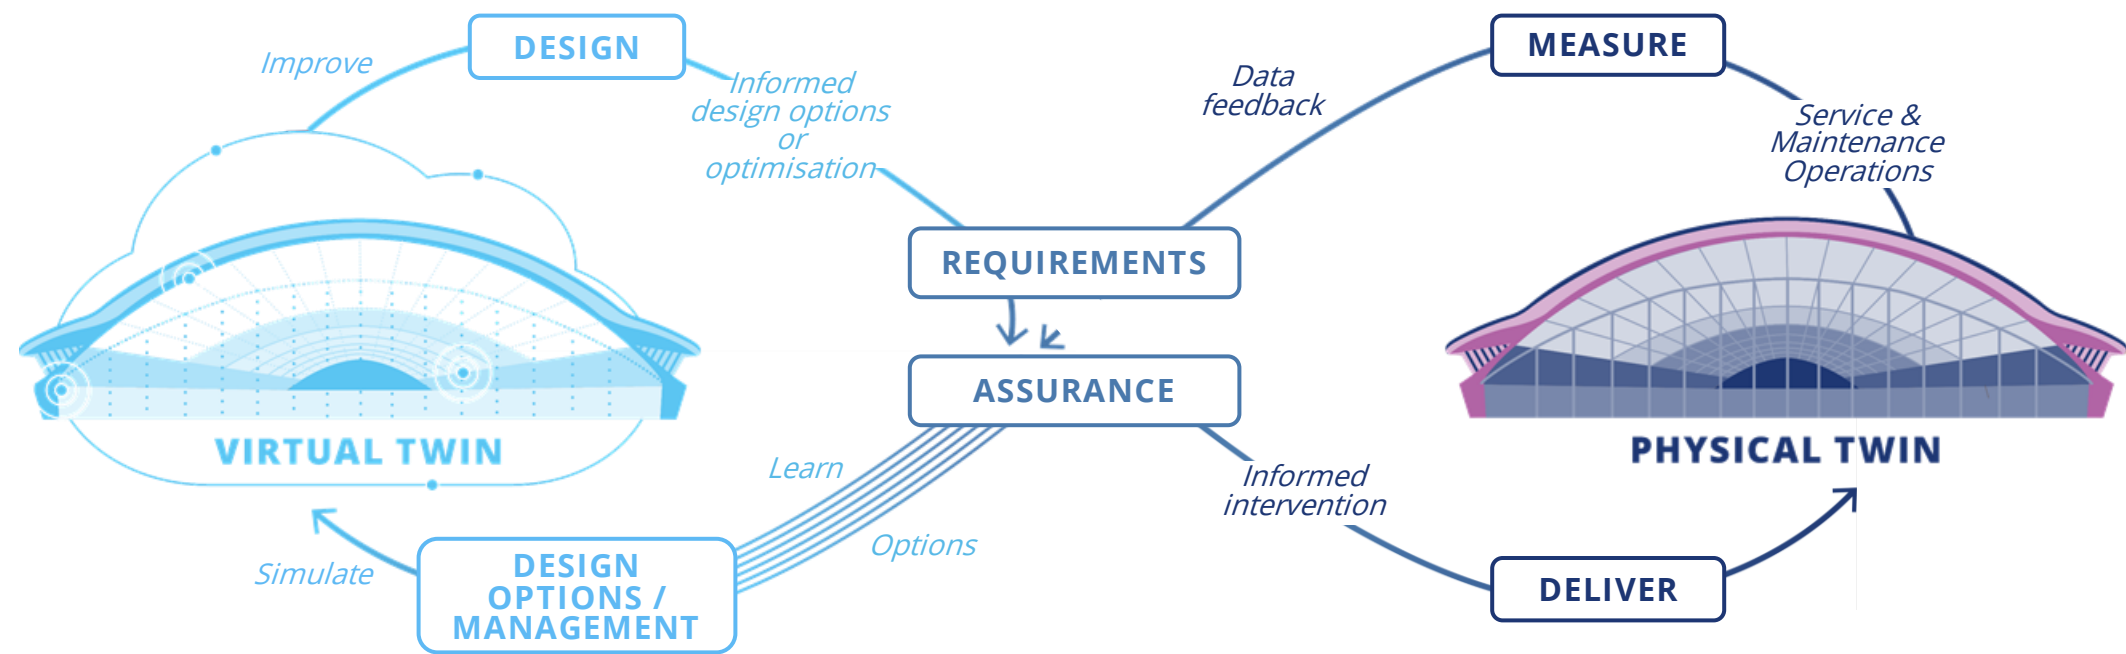 DESIGN
Improve
Informed
design options
or
optimisation
MEASURE
Data
feedback
Service &
Maintenance
Operations
REQUIREMENTS
ASSURANCE
VIRTUAL TWIN
PHYSICAL TWIN
Learn
Options
Informed
intervention
Simulate
DESIGN
OPTIONS /
MANAGEMENT
DELIVER